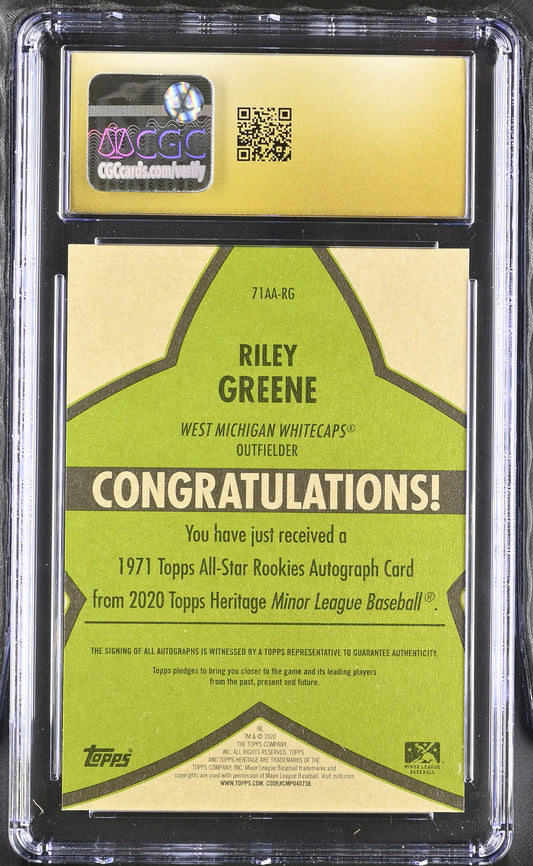 CGC
CGCcards.com/verify
71AA-RG
RILEY
GREENE
WEST MICHIGAN WHITECAPS®
OUTFIELDER
CONGRATULATIONS!
You have just received a
1971 Topps All-Star Rookies Autograph Card
from 2020 Topps Heritage Minor League Baseball®.
THE SIGNING OF ALL AUTOGRAPHS IS WITNESSED BY A TOPPS REPRESENTATIVE TO GUARANTEE AUTHENTICITY.
Topps pledges to bring you closer to the game and its leading players
from the past, present and future.
®,
TM & © 2020
THE TOPPS COMPANY,
INC. ALL RIGHTS RESERVED. TOPPS
AND TOPPS HERITAGE ARE TRADEMARKS OF THE
TOPPS COMPANY, INC. Minor League Baseball trademarks and
copyrights are used with permission of Major League Baseball. Visit milb.com.
WWW.TOPPS.COM. CODE#CMP040738.
Topps
MINOR LEAGUE
BASEBALL